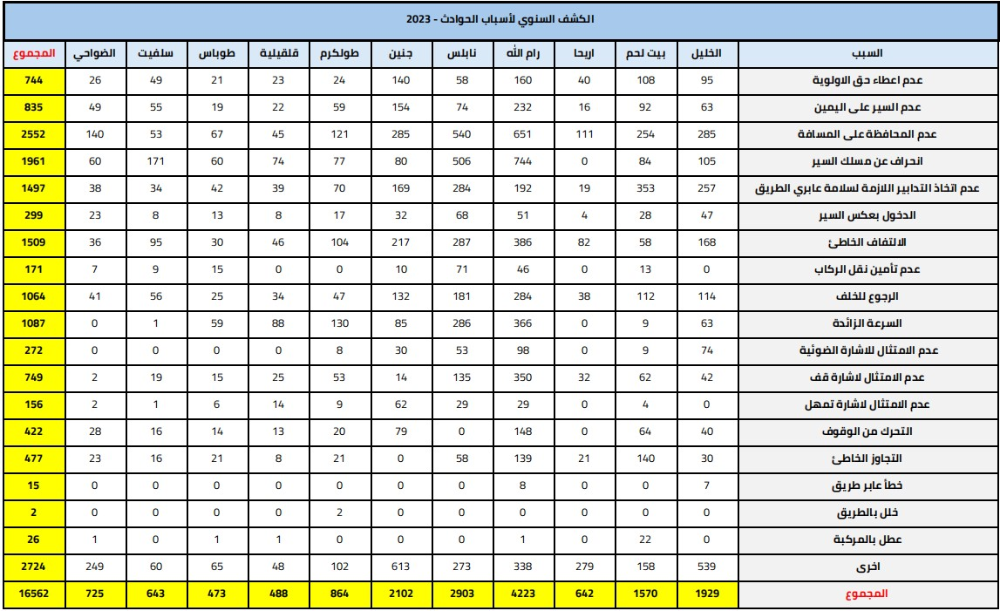 الكشف السنوي لأسباب الحوادث - 2023
السبب الخليل بيت لحم اريحا رام الله نابلس جنين طولكرم قلقيلية طوباس سلفيت الضواحي المجموع
عدم اعطاء حق الاولوية 95 108 40 160 58 140 24 23 21 49 26 744
عدم السير على اليمين 63 92 16 232 74 154 59 22 19 55 49 835
عدم المحافظة على المسافة 285 254 111 651 540 285 121 45 67 53 140 2552
انحراف عن مسلك السير 105 84 0 744 506 80 77 74 60 171 60 1961
عدم اتخاذ التدابير اللازمة لسلامة عابري الطريق 257 353 19 192 284 169 70 39 42 34 38 1497
الدخول بعكس السير 47 28 4 51 68 32 17 8 13 8 23 299
الالتفاف الخاطئ 168 58 82 386 287 217 104 46 30 95 36 1509
عدم تأمين نقل الركاب 0 13 0 46 71 10 0 0 15 9 7 171
الرجوع للخلف 114 112 38 284 181 132 47 34 25 56 41 1064
السرعة الزائدة 63 9 0 366 286 85 130 88 59 1 0 1087
عدم الامتثال للاشارة الضوئية 74 9 0 98 53 30 8 0 0 0 0 272
عدم الامتثال لاشارة قف 42 62 32 350 135 14 53 25 15 19 2 749
عدم الامتثال لاشارة تمهل 0 4 0 29 29 62 9 14 6 1 2 156
التحرك من الوقوف 40 64 0 148 0 79 20 13 14 16 28 422
التجاوز الخاطئ 30 140 21 139 58 0 21 8 21 16 23 477
خطأ عابر طريق 7 0 0 8 0 0 0 0 0 0 0 15
خلل بالطريق 0 0 0 0 0 0 2 0 0 0 0 2
عطل بالمركبة 0 22 0 1 0 0 0 1 1 0 1 26
اخرى 539 158 279 338 273 613 102 48 65 60 249 2724
المجموع 1929 1570 642 4223 2903 2102 864 488 473 643 725 16562